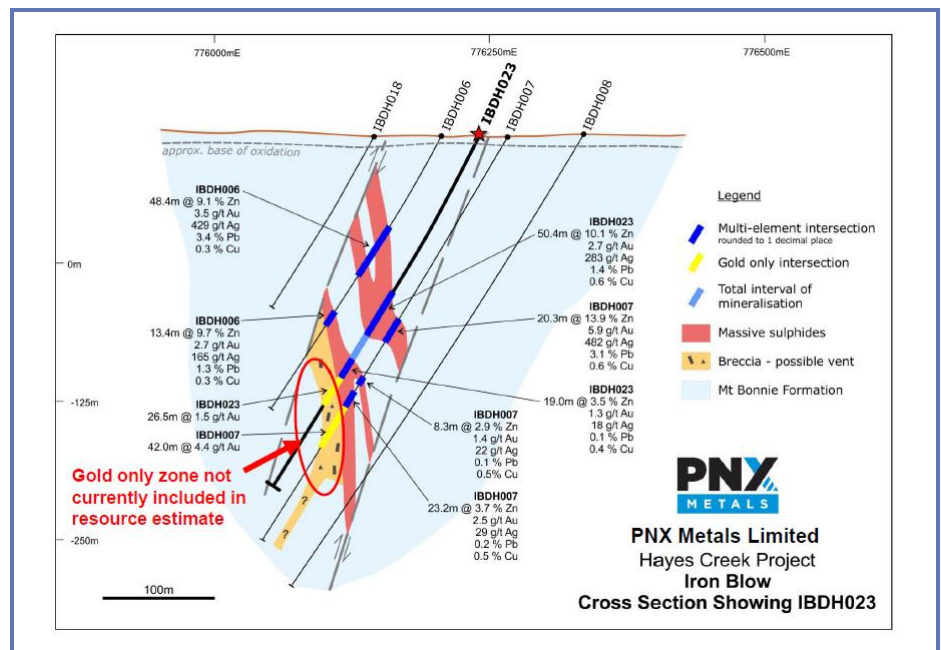 776000mE
776250mE
776500mE
IBDH018
IBDH006
IBDH023
IBDH007
IBDH008
approx. base of oxidation
IBDH006
48.4m @ 9.1 % Zn
3.5 g/t Au
429 g/t Ag
3.4 % Pb
0.3 % Cu
0m
IBDH006
13.4m @ 9.7 % Zn
2.7 g/t Au
165 g/t Ag
1.3 % Pb
0.3 % Cu
-125m
IBDH023
26.5m @ 1.5 g/t Au
IBDH007
42.0m @ 4.4 g/t Au
Gold only zone not
currently included in
resource estimate
-250m
?
?
100m
IBDH023
50.4m @ 10.1 % Zn
2.7 g/t Au
283 g/t Ag
1.4 % Pb
0.6 % Cu
IBDH007
20.3m @ 13.9 % Zn
5.9 g/t Au
482 g/t Ag
3.1 % Pb
0.6 % Cu
IBDH023
19.0m @ 3.5 % Zn
1.3 g/t Au
18 g/t Ag
0.1 % Pb
0.4 % Cu
IBDH007
8.3m @ 2.9 % Zn
1.4 g/t Au
22 g/t Ag
0.1 % Pb
0.5% Cu
IBDH007
23.2m @ 3.7 % Zn
2.5 g/t Au
29 g/t Ag
0.2 % Pb
0.5 % Cu
Legend
Multi-element intersection
rounded to 1 decimal place
Gold only intersection
Total interval of
mineralisation
Massive sulphides
Breccia - possible vent
Mt Bonnie Formation
PNX
METALS
PNX Metals Limited
Hayes Creek Project
Iron Blow
Cross Section Showing IBDH023